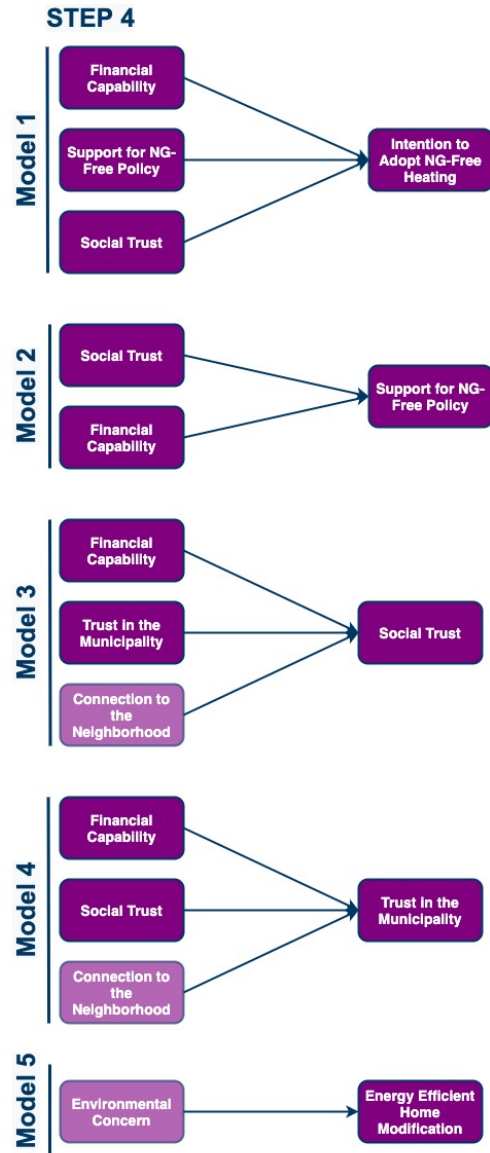 STEP 4
Model 1
Financial
Capability
Support for NG-
Free Policy
Social Trust
Intention to
Adopt NG-Free
Heating
Model 2
Social Trust
Financial
Capability
Support for NG-
Free Policy
Model 3
Financial
Capability
Trust in the
Municipality
Connection to
the
Neighborhood
Social Trust
Model 4
Financial
Capability
Social Trust
Connection to
the
Neighborhood
Trust in the
Municipality
Model 5
Environmental
Concern
Energy Efficient
Home
Modification